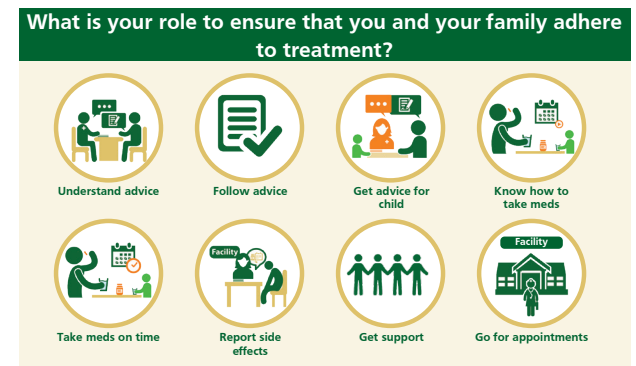 What is your role to ensure that you and your family adhere
to treatment?
Understand advice
Follow advice
Get advice for
child
Know how to
take meds
Facility
Take meds on time
Report side
effects
Get support
Facility
Go for appointments